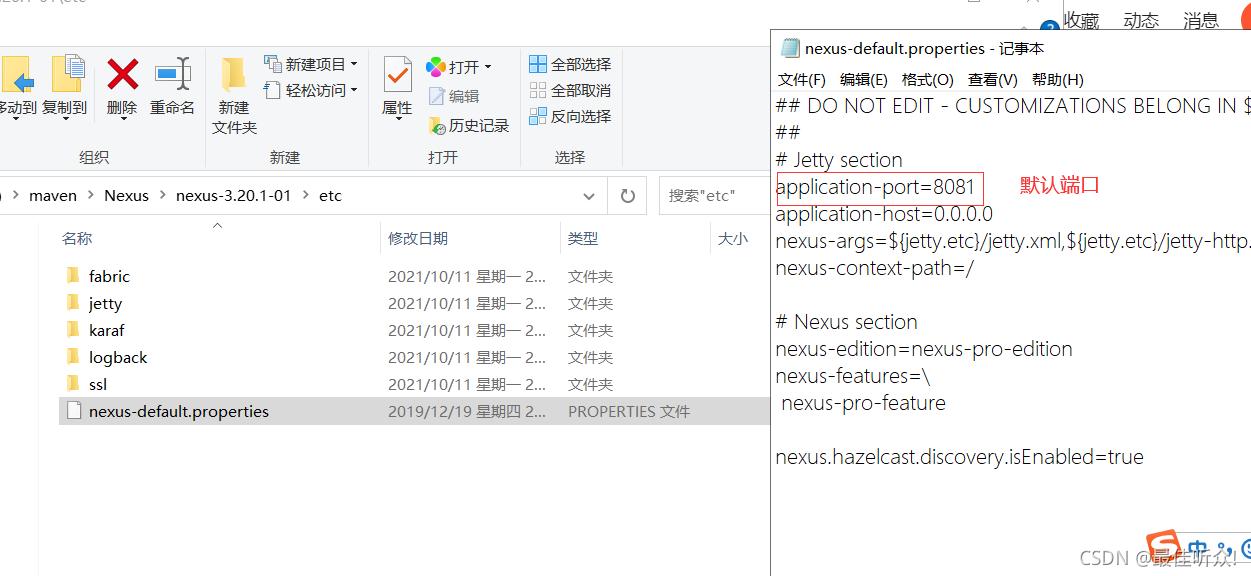 收藏 动态 消息
2
移动到 复制到 删除 重命名 新建 文件夹
新建项目
轻松访问
属性
打开
编辑
历史记录
全部选择
全部取消
反向选择
组织 新建 打开 选择
maven > Nexus > nexus-3.20.1-01 > etc
搜索"etc"
名称 修改日期 类型 大小
fabric 2021/10/11 星期一 2... 文件夹
jetty 2021/10/11 星期一 2... 文件夹
karaf 2021/10/11 星期一 2... 文件夹
logback 2021/10/11 星期一 2... 文件夹
ssl 2021/10/11 星期一 2... 文件夹
nexus-default.properties 2019/12/19 星期四 2... PROPERTIES 文件
nexus-default.properties - 记事本
文件(F) 编辑(E) 格式(O) 查看(V) 帮助(H)
## DO NOT EDIT - CUSTOMIZATIONS BELONG IN $
##
# Jetty section
application-port=8081 默认端口
application-host=0.0.0.0
nexus-args=${jetty.etc}/jetty.xml,${jetty.etc}/jetty-http.
nexus-context-path=/
# Nexus section
nexus-edition=nexus-pro-edition
nexus-features=\
nexus-pro-feature
nexus.hazelcast.discovery.isEnabled=true
中
CSDN @最佳听众!